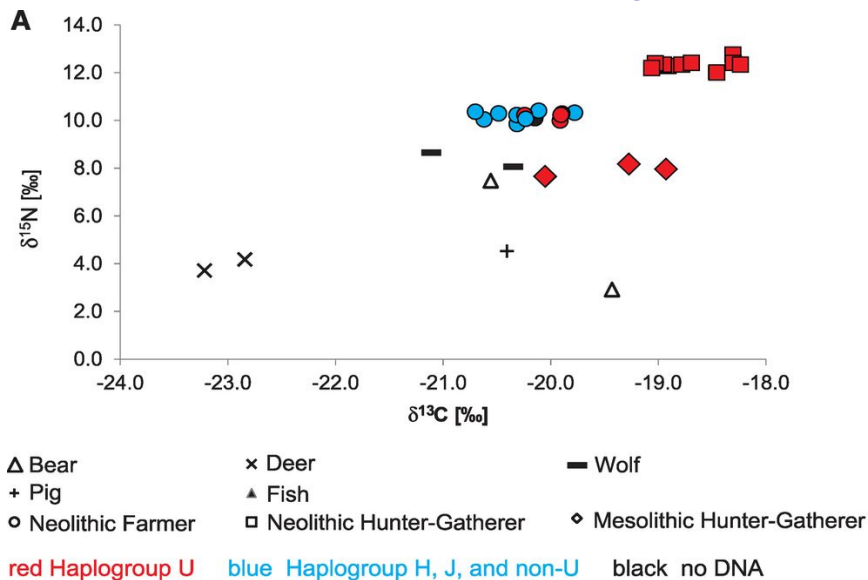 A
14.0
12.0
10.0
8.0
6.0
4.0
2.0
0.0
δ15N [‰]
-24.0 -23.0 -22.0 -21.0 -20.0 -19.0 -18.0
δ13C [‰]
Bear Deer Wolf
Pig Fish
Neolithic Farmer Neolithic Hunter-Gatherer Mesolithic Hunter-Gatherer
red Haplogroup U blue Haplogroup H, J, and non-U black no DNA